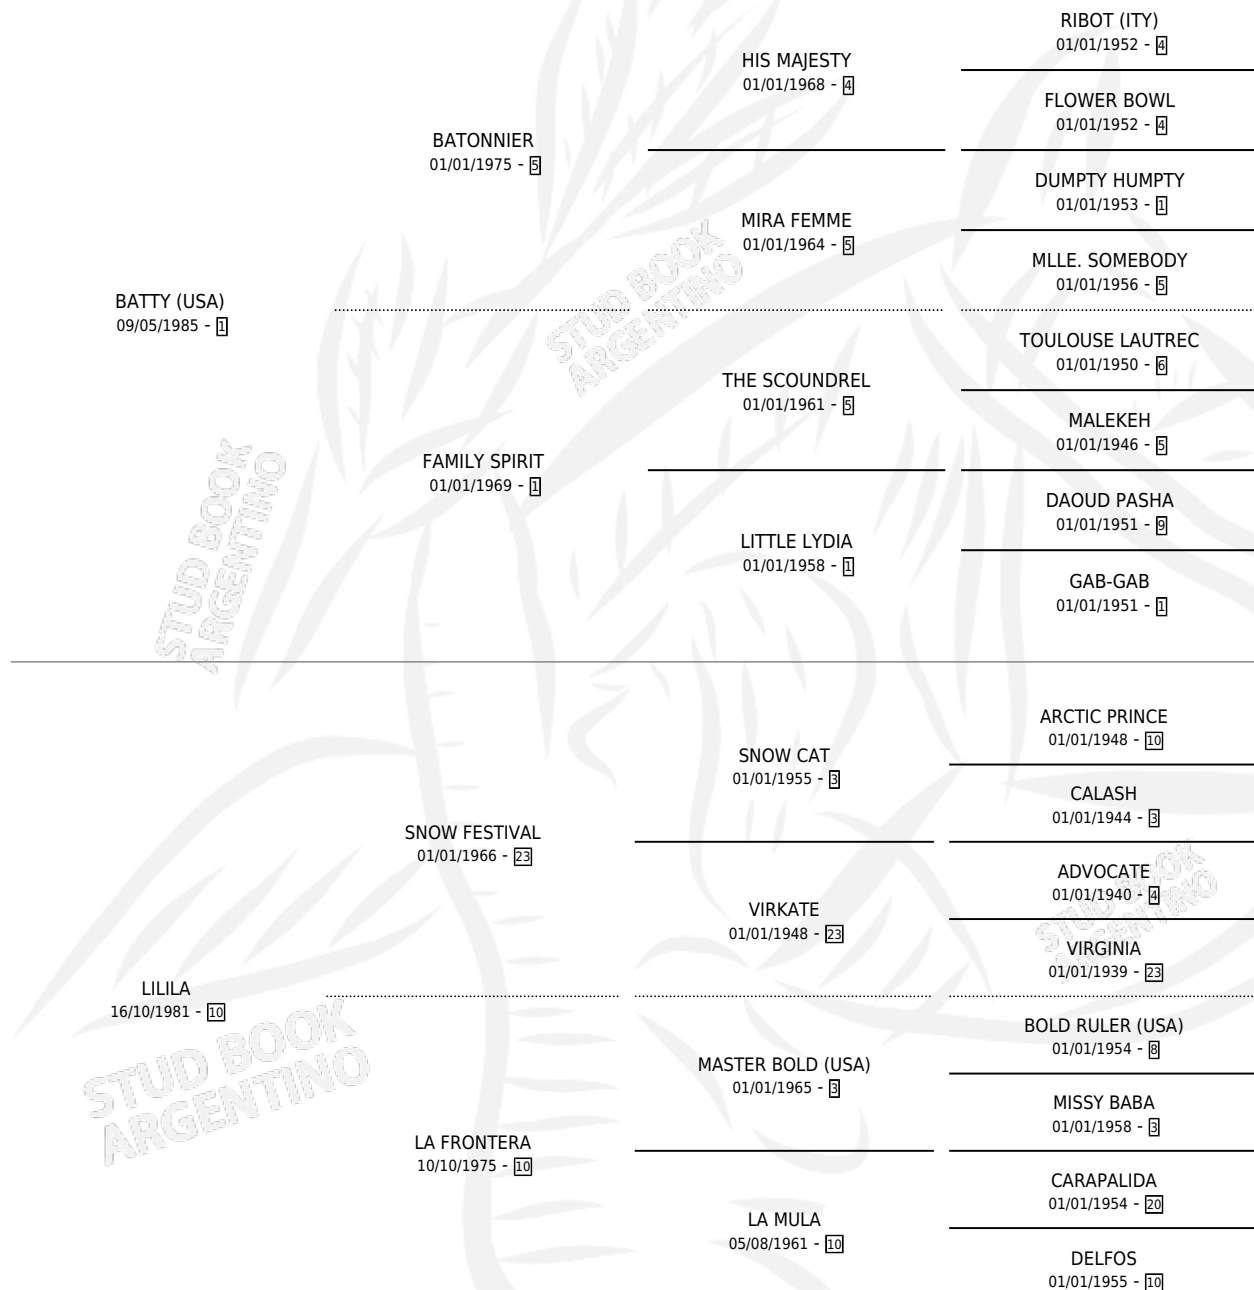 BATTY (USA)
09/05/1985 - 1
BATONNIER
01/01/1975 - 5
FAMILY SPIRIT
01/01/1969 - 1
HIS MAJESTY
01/01/1968 - 4
MIRA FEMME
01/01/1964 - 5
THE SCOUNDREL
01/01/1961 - 5
LITTLE LYDIA
01/01/1958 - 1
RIBOT (ITY)
01/01/1952 - 4
FLOWER BOWL
01/01/1952 - 4
DUMPTY HUMPTY
01/01/1953 - 1
MLLE. SOMEBODY
01/01/1956 - 5
TOULOUSE LAUTREC
01/01/1950 - 6
MALEKEH
01/01/1946 - 5
DAOUD PASHA
01/01/1951 - 9
GAB-GAB
01/01/1951 - 1
LILILA
16/10/1981 - 10
SNOW FESTIVAL
01/01/1966 - 23
LA FRONTERA
10/10/1975 - 10
SNOW CAT
01/01/1955 - 3
VIRKATE
01/01/1948 - 23
MASTER BOLD (USA)
01/01/1965 - 3
LA MULA
05/08/1961 - 10
ARCTIC PRINCE
01/01/1948 - 10
CALASH
01/01/1944 - 3
ADVOCATE
01/01/1940 - 4
VIRGINIA
01/01/1939 - 23
BOLD RULER (USA)
01/01/1954 - 8
MISSY BABA
01/01/1958 - 3
CARAPALIDA
01/01/1954 - 20
DELFOS
01/01/1955 - 10
STUD BOOK
ARGENTINO
STUD BOOK
ARGENTINO
STUD BOOK
ARGENTINO
STUD BOOK
ARGENTINO